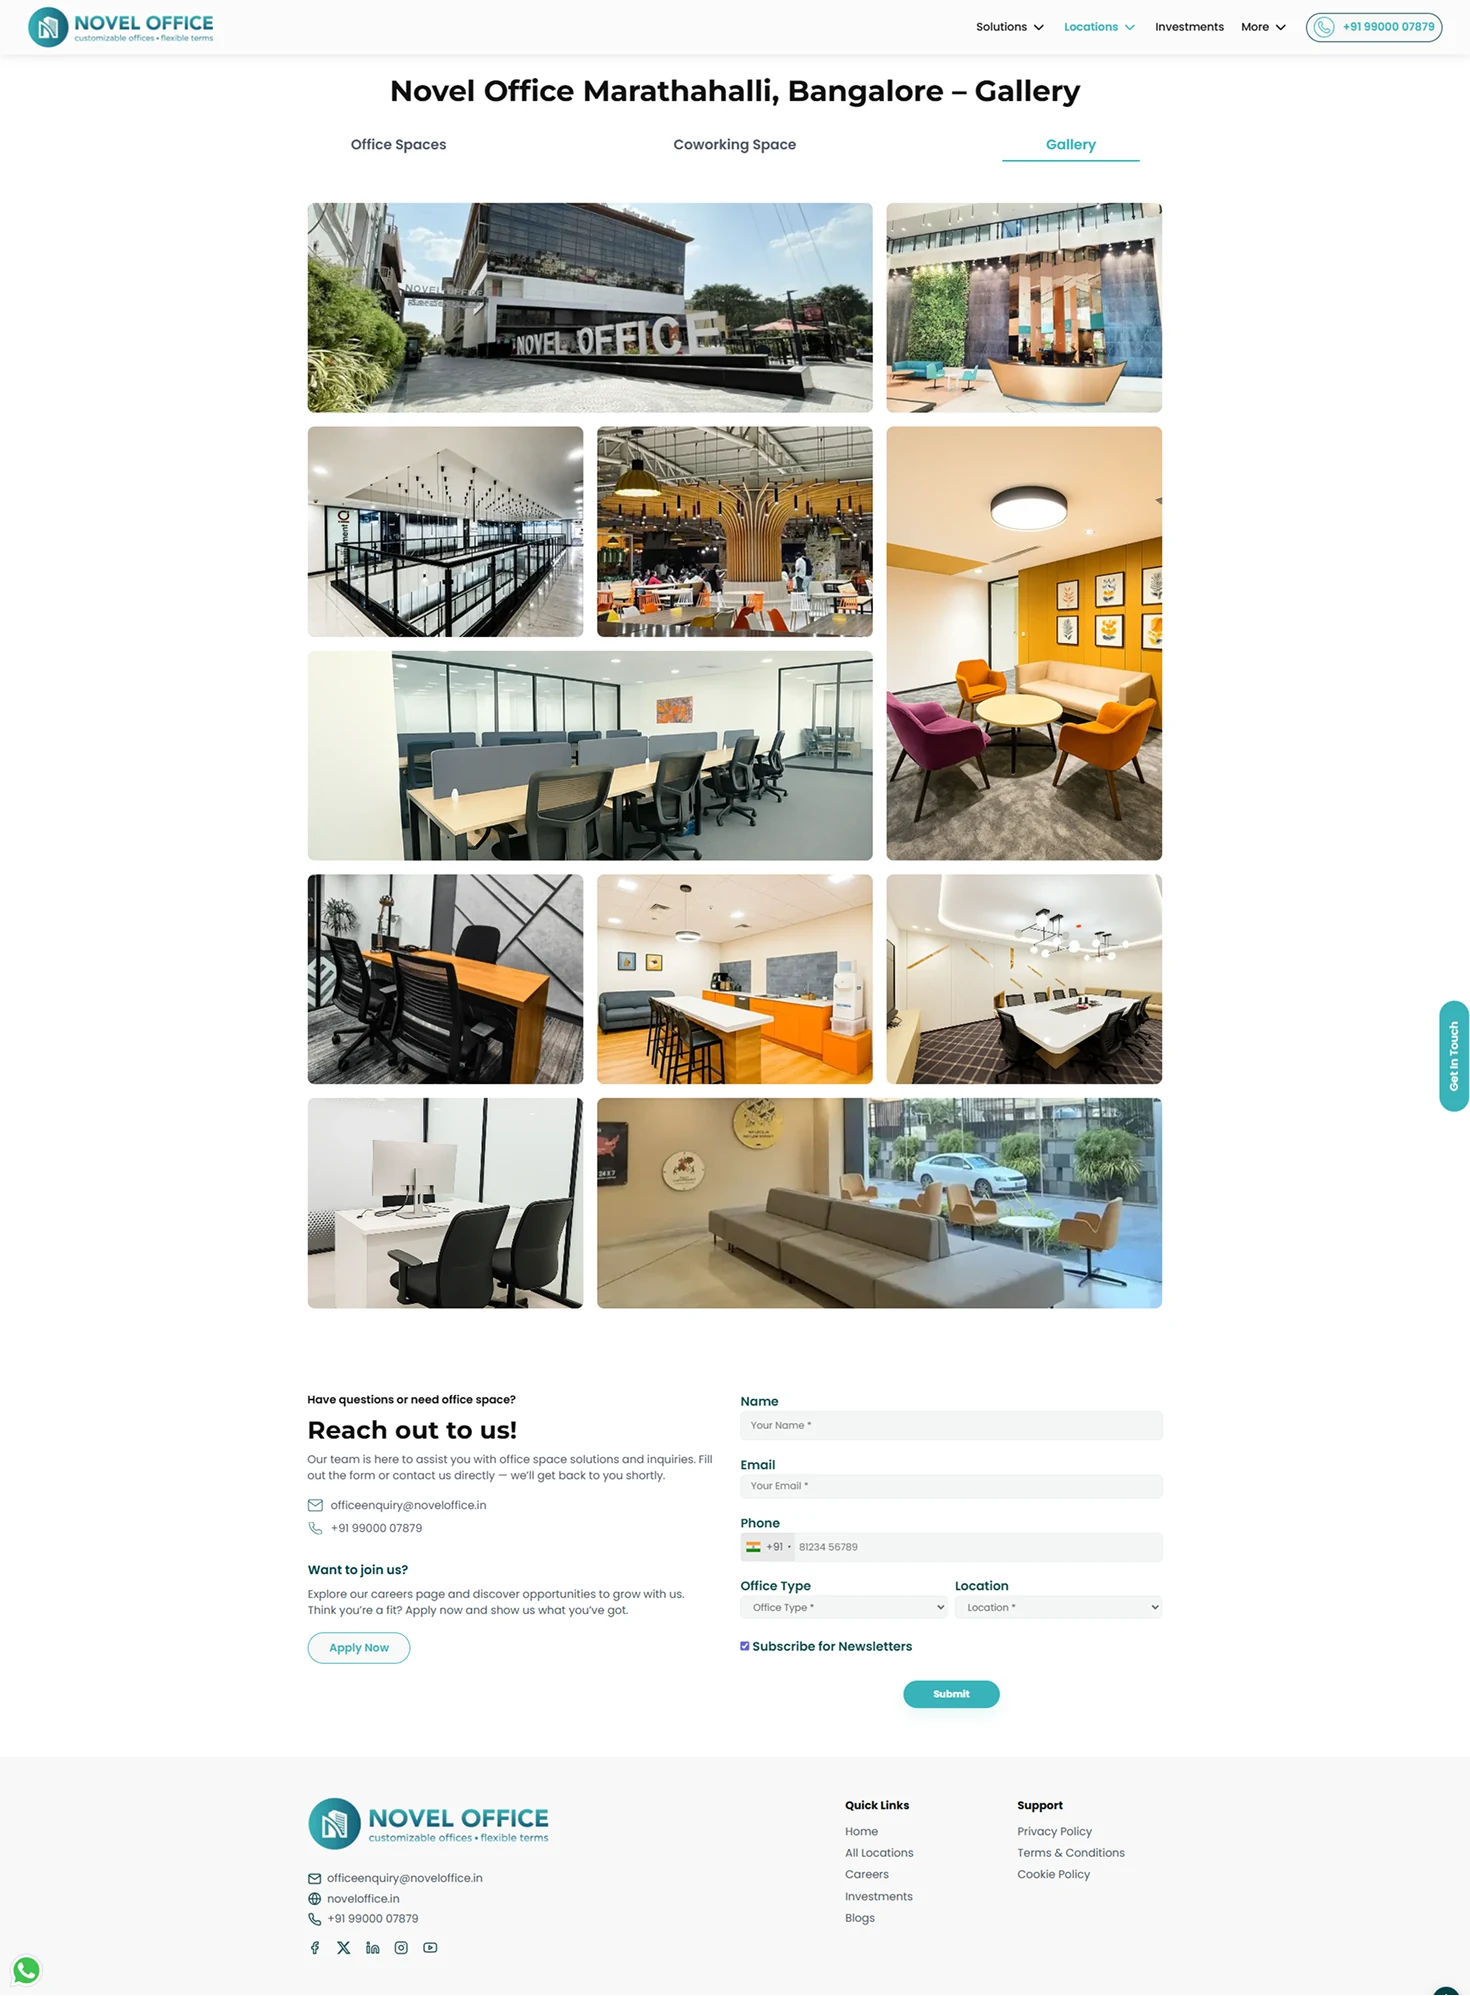 NOVEL OFFICE
customizable offices • flexible terms
Solutions
Locations
Investments
More
+91 99000 07879
Novel Office Marathahalli, Bangalore – Gallery
Office Spaces
Coworking Space
Gallery
NOVEL OFFICE
NOVEL OFFICE
Get In Touch
Have questions or need office space?
Reach out to us!
Our team is here to assist you with office space solutions and inquiries. Fill
out the form or contact us directly — we'll get back to you shortly.
officeenquiry@noveloffice.in
+91 99000 07879
Want to join us?
Explore our careers page and discover opportunities to grow with us.
Think you're a fit? Apply now and show us what you've got.
Apply Now
Name
Your Name *
Email
Your Email *
Phone
+91
81234 56789
Office Type
Location
Office Type *
Location *
Subscribe for Newsletters
Submit
NOVEL OFFICE
customizable offices • flexible terms
officeenquiry@noveloffice.in
noveloffice.in
+91 99000 07879
Quick Links
Home
All Locations
Careers
Investments
Blogs
Support
Privacy Policy
Terms & Conditions
Cookie Policy